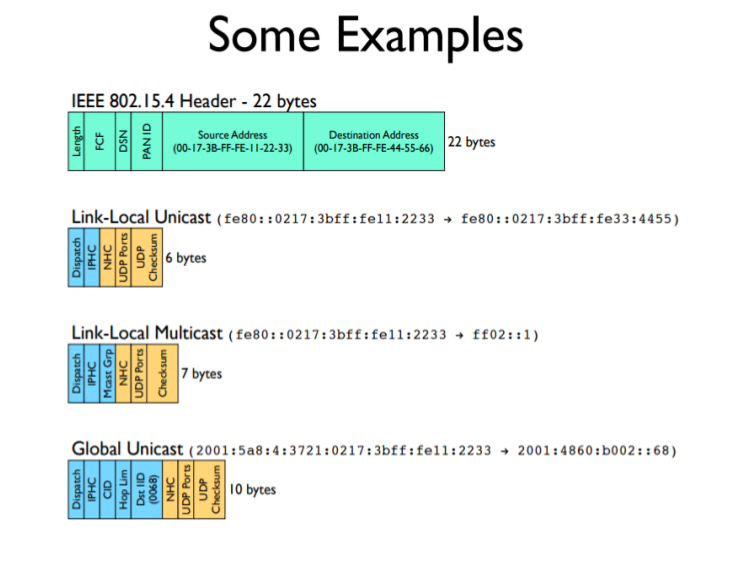 Some Examples
IEEE 802.15.4 Header - 22 bytes
Length
FCF
DSN
PAN ID
Source Address
(00-17-3B-FF-FE-11-22-33)
Destination Address
(00-17-3B-FF-FE-44-55-66)
22 bytes
Link-Local Unicast (fe80::0217:3bff:fe11:2233 → fe80::0217:3bff:fe33:4455)
Dispatch
IPHC
NHC
UDP Ports
UDP
Checksum
6 bytes
Link-Local Multicast (fe80::0217:3bff:fe11:2233 → ff02::1)
Dispatch
IPHC
Mcast Grp
NHC
UDP Ports
Checksum
7 bytes
Global Unicast (2001:5a8:4:3721:0217:3bff:fe11:2233 → 2001:4860:b002::68)
Dispatch
IPHC
CID
Hop Lim
Dst IID
(0068)
NHC
UDP Ports
UDP
Checksum
10 bytes